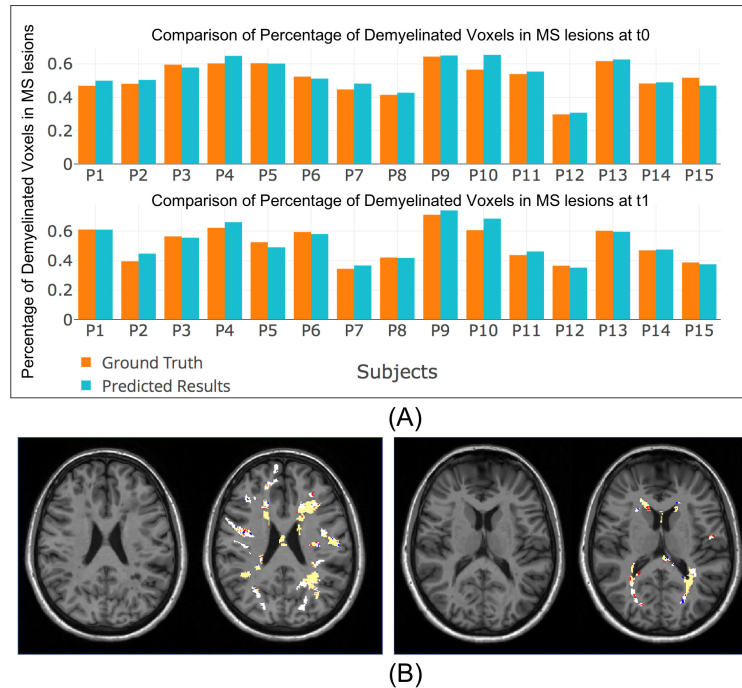 Comparison of Percentage of Demyelinated Voxels in MS lesions at t0
Percentage of Demyelinated Voxels in MS lesions
0.6
0.4
0.2
0
P1 P2 P3 P4 P5 P6 P7 P8 P9 P10 P11 P12 P13 P14 P15
Comparison of Percentage of Demyelinated Voxels in MS lesions at t1
0.6
0.4
0.2
0
P1 P2 P3 P4 P5 P6 P7 P8 P9 P10 P11 P12 P13 P14 P15
Ground Truth
Predicted Results
Subjects
(A)
(B)